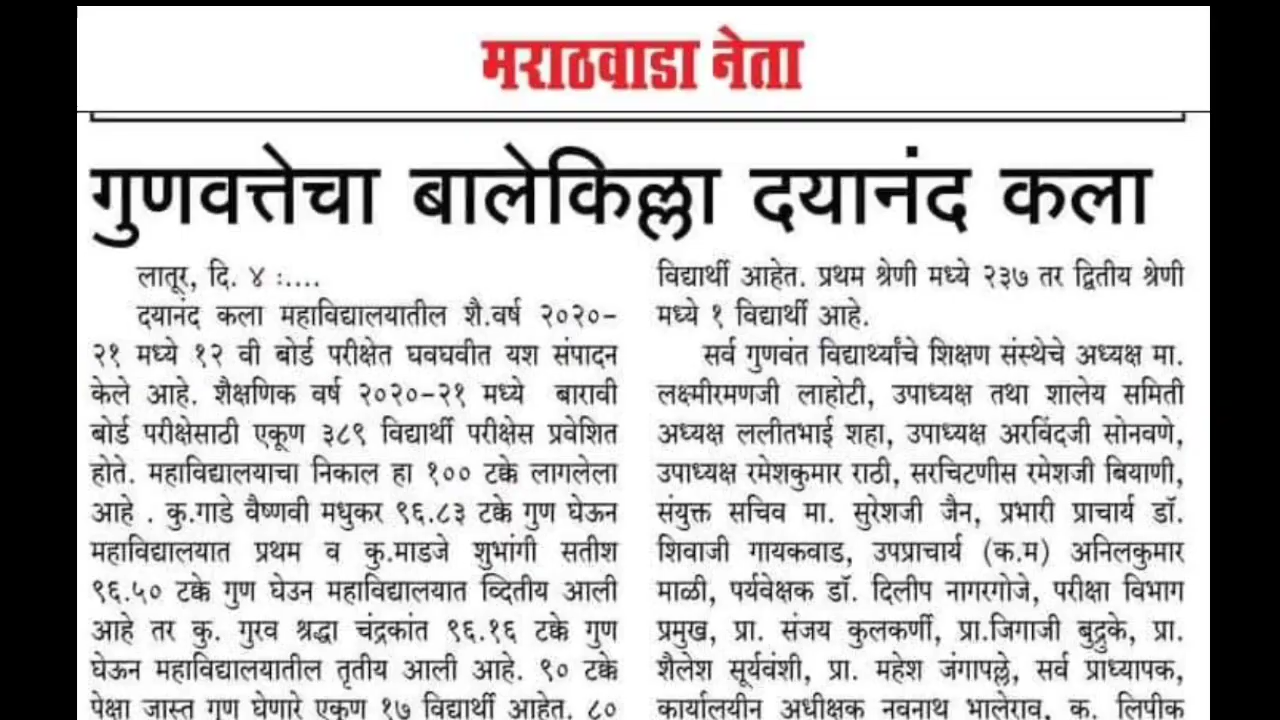 मराठवाडा नेता
गुणवत्तेचा बालेकिल्ला दयानंद कला
लातूर, दि. ४ :....
दयानंद कला महाविद्यालयातील शै.वर्ष २०२०-
२१ मध्ये १२ वी बोर्ड परीक्षेत घवघवीत यश संपादन
केले आहे. शैक्षणिक वर्ष २०२०-२१ मध्ये बारावी
बोर्ड परीक्षेसाठी एकूण ३८९ विद्यार्थी परीक्षेस प्रवेशित
होते. महाविद्यालयाचा निकाल हा १०० टक्के लागलेला
आहे . कु.गाडे वैष्णवी मधुकर ९६.८३ टक्के गुण घेऊन
महाविद्यालयात प्रथम व कु.माडजे शुभांगी सतीश
९६.५० टक्के गुण घेउन महाविद्यालयात व्दितीय आली
आहे तर कु. गुरव श्रद्धा चंद्रकांत ९६.१६ टक्के गुण
घेऊन महाविद्यालयातील तृतीय आली आहे. ९० टक्के
पेक्षा जास्त गुण घेणारे एकूण १७ विद्यार्थी आहेत. ८०
विद्यार्थी आहेत. प्रथम श्रेणी मध्ये २३७ तर द्वितीय श्रेणी
मध्ये १ विद्यार्थी आहे.
सर्व गुणवंत विद्यार्थ्यांचे शिक्षण संस्थेचे अध्यक्ष मा.
लक्ष्मीरमणजी लाहोटी, उपाध्यक्ष तथा शालेय समिती
अध्यक्ष ललीतभाई शहा, उपाध्यक्ष अरविंदजी सोनवणे,
उपाध्यक्ष रमेशकुमार राठी, सरचिटणीस रमेशजी बियाणी,
संयुक्त सचिव मा. सुरेशजी जैन, प्रभारी प्राचार्य डॉ.
शिवाजी गायकवाड, उपप्राचार्य (क.म) अनिलकुमार
माळी, पर्यवेक्षक डॉ. दिलीप नागरगोजे, परीक्षा विभाग
प्रमुख, प्रा. संजय कुलकर्णी, प्रा.जिगाजी बुद्रुके, प्रा.
शैलेश सूर्यवंशी, प्रा. महेश जंगापल्ले, सर्व प्राध्यापक,
कार्यालयीन अधीक्षक नवनाथ भालेराव, क. लिपीक